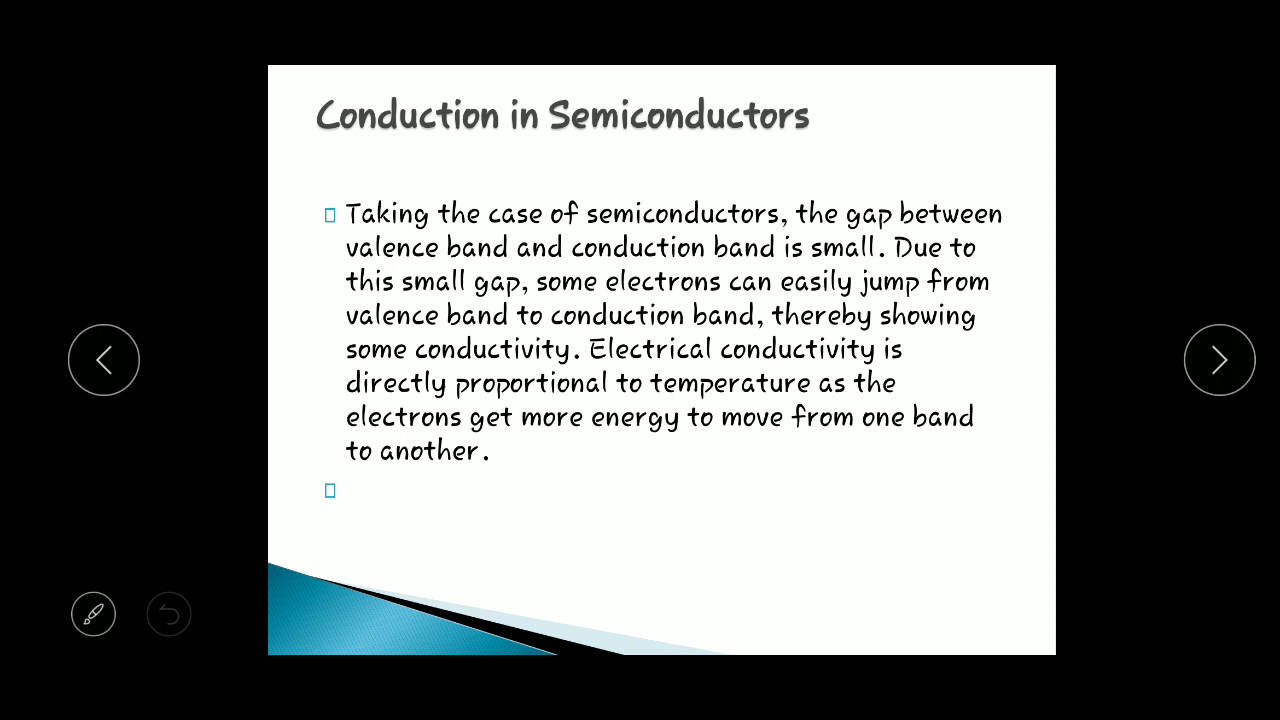 Conduction in Semiconductors
Taking the case of semiconductors, the gap between
valence band and conduction band is small. Due to
this small gap, some electrons can easily jump from
valence band to conduction band, thereby showing
some conductivity. Electrical conductivity is
directly proportional to temperature as the
electrons get more energy to move from one band
to another.